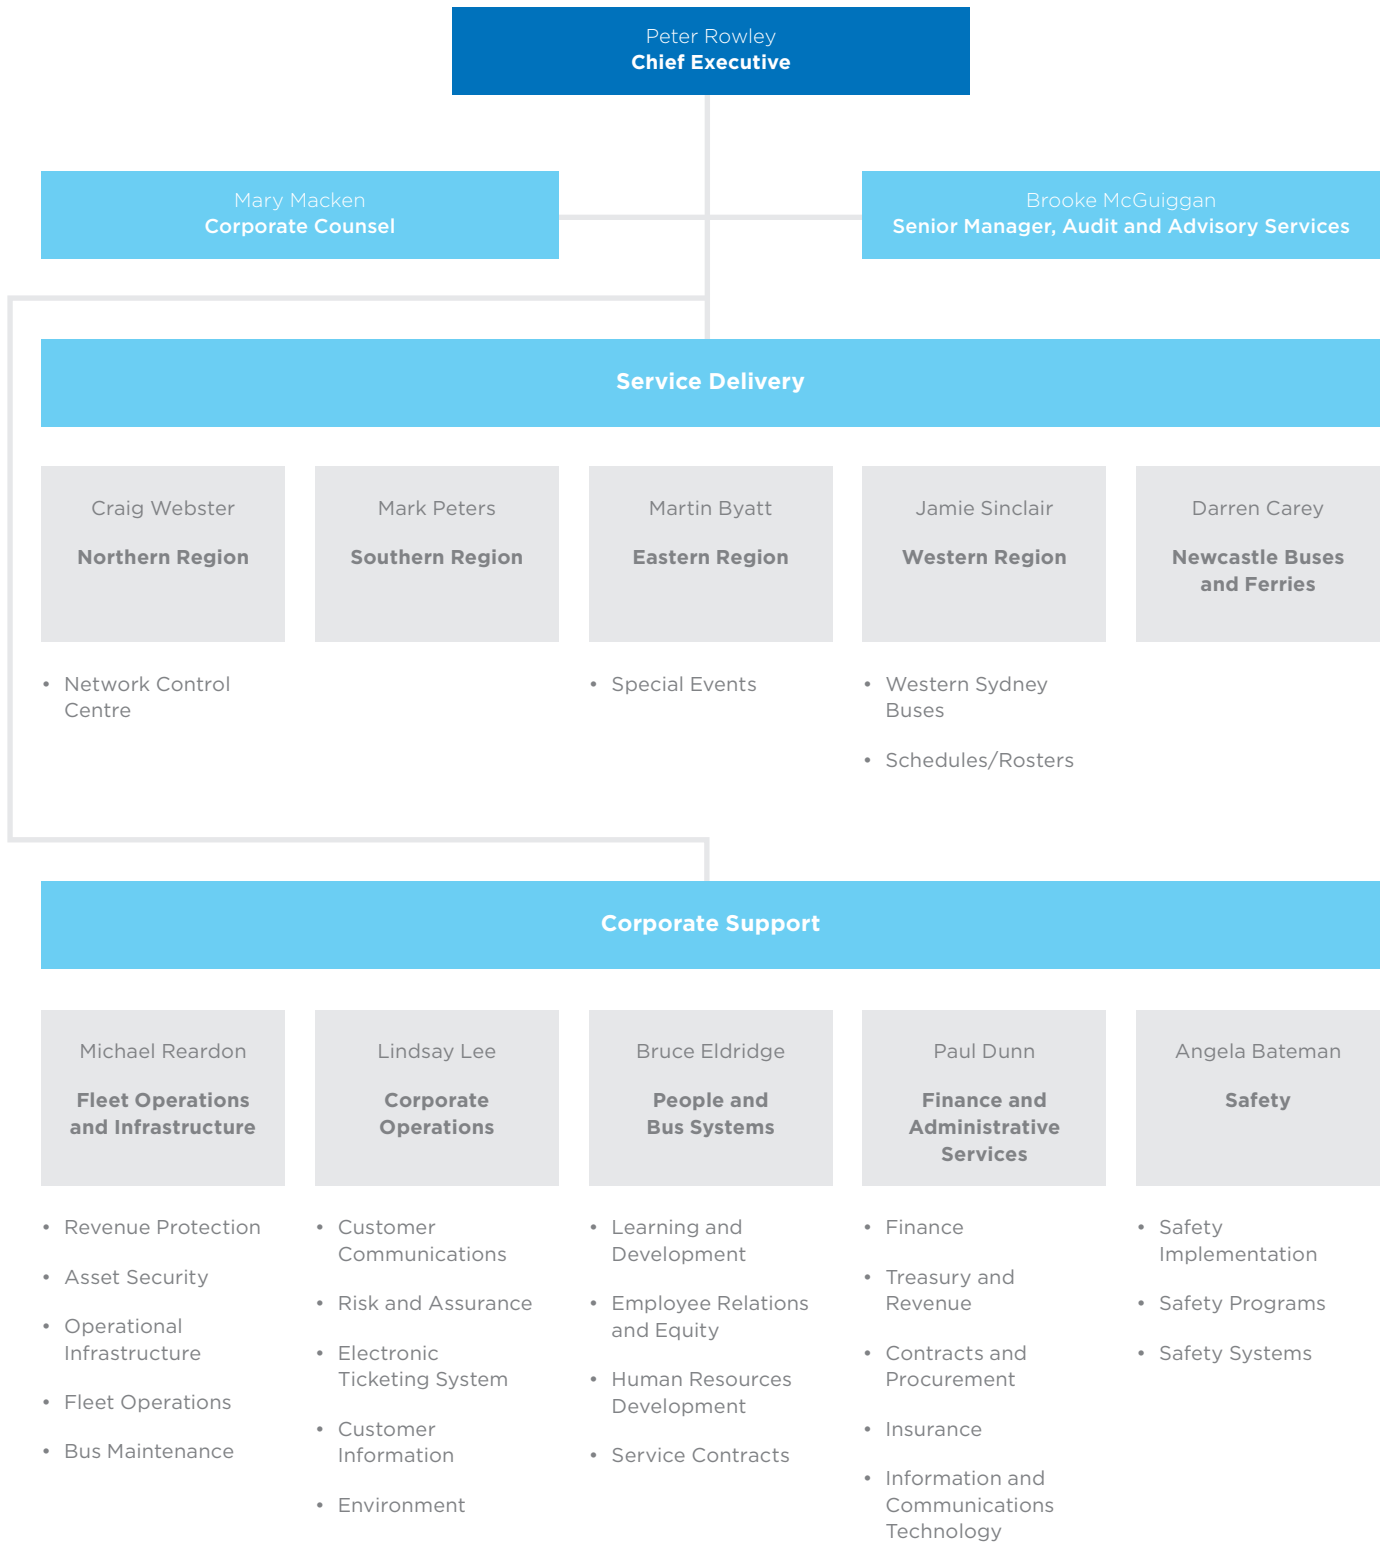 Peter Rowley
Chief Executive
Mary Macken
Corporate Counsel
Brooke McGuiggan
Senior Manager, Audit and Advisory Services
Service Delivery
Craig Webster
Northern Region
Mark Peters
Southern Region
Martin Byatt
Eastern Region
Jamie Sinclair
Western Region
Darren Carey
Newcastle Buses
and Ferries
• Network Control
Centre
• Special Events
• Western Sydney
Buses
• Schedules/Rosters
Corporate Support
Michael Reardon
Fleet Operations
and Infrastructure
Lindsay Lee
Corporate
Operations
Bruce Eldridge
People and
Bus Systems
Paul Dunn
Finance and
Administrative
Services
Angela Bateman
Safety
• Revenue Protection
• Asset Security
• Operational
Infrastructure
• Fleet Operations
• Bus Maintenance
• Customer
Communications
• Risk and Assurance
• Electronic
Ticketing System
• Customer
Information
• Environment
• Learning and
Development
• Employee Relations
and Equity
• Human Resources
Development
• Service Contracts
• Finance
• Treasury and
Revenue
• Contracts and
Procurement
• Insurance
• Information and
Communications
Technology
• Safety
Implementation
• Safety Programs
• Safety Systems